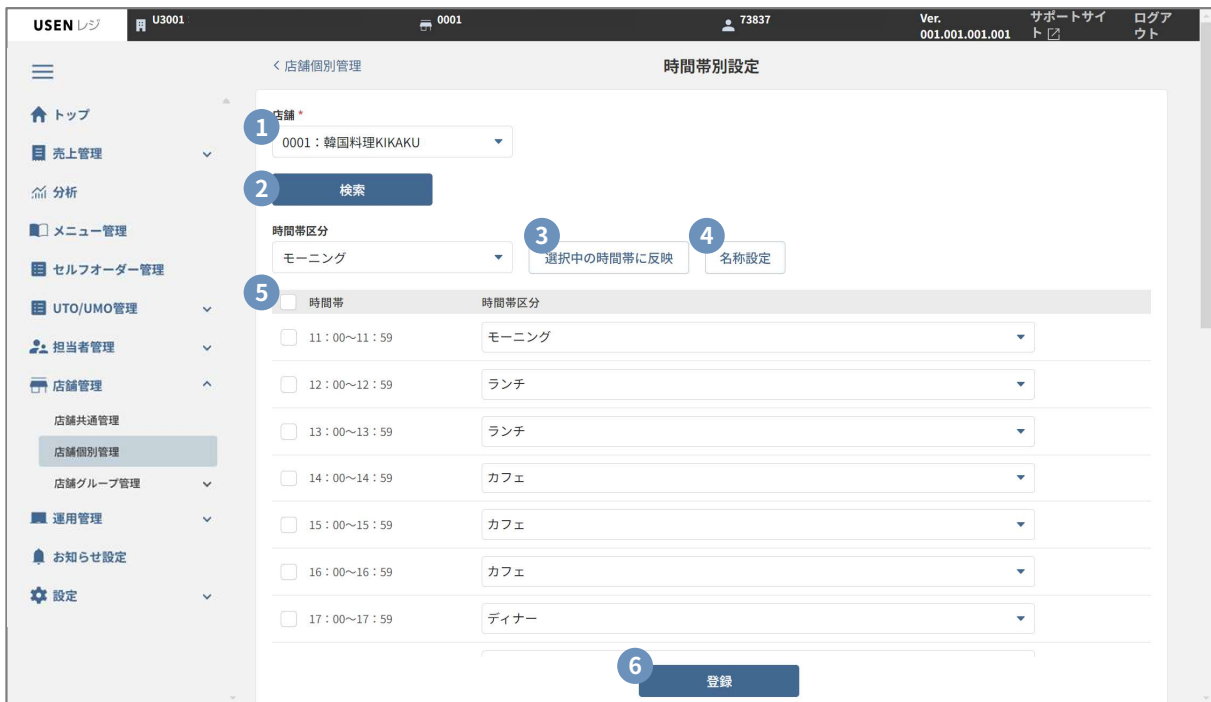 USENレジ U3001 0001 73837 Ver. 001.001.001.001 サポートサイト ログアウト
＜店舗個別管理 時間帯別設定
トップ
売上管理
分析
メニュー管理
セルフオーダー管理
UTO/UMO管理
担当者管理
店舗管理
店舗共通管理
店舗個別管理
店舗グループ管理
運用管理
お知らせ設定
設定
店舗 *
1 0001：韓国料理KIKAKU
2 検索
時間帯区分
モーニング 3 選択中の時間帯に反映 4 名称設定
5 時間帯 時間帯区分
11：00〜11：59 モーニング
12：00〜12：59 ランチ
13：00〜13：59 ランチ
14：00〜14：59 カフェ
15：00〜15：59 カフェ
16：00〜16：59 カフェ
17：00〜17：59 ディナー
6 登録